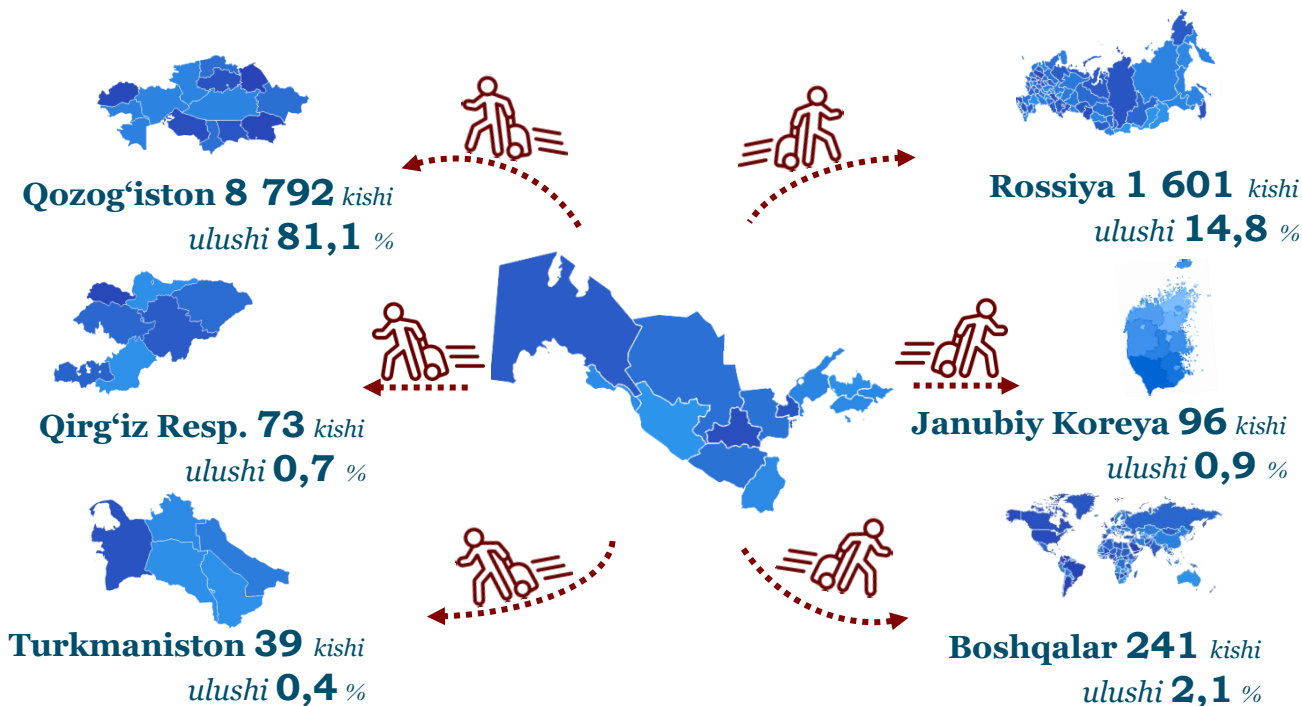 Qozog‘iston 8 792 kishi
ulushi 81,1 %
Rossiya 1 601 kishi
ulushi 14,8 %
Qirg‘iz Resp. 73 kishi
ulushi 0,7 %
Janubiy Koreya 96 kishi
ulushi 0,9 %
Turkmaniston 39 kishi
ulushi 0,4 %
Boshqalar 241 kishi
ulushi 2,1 %